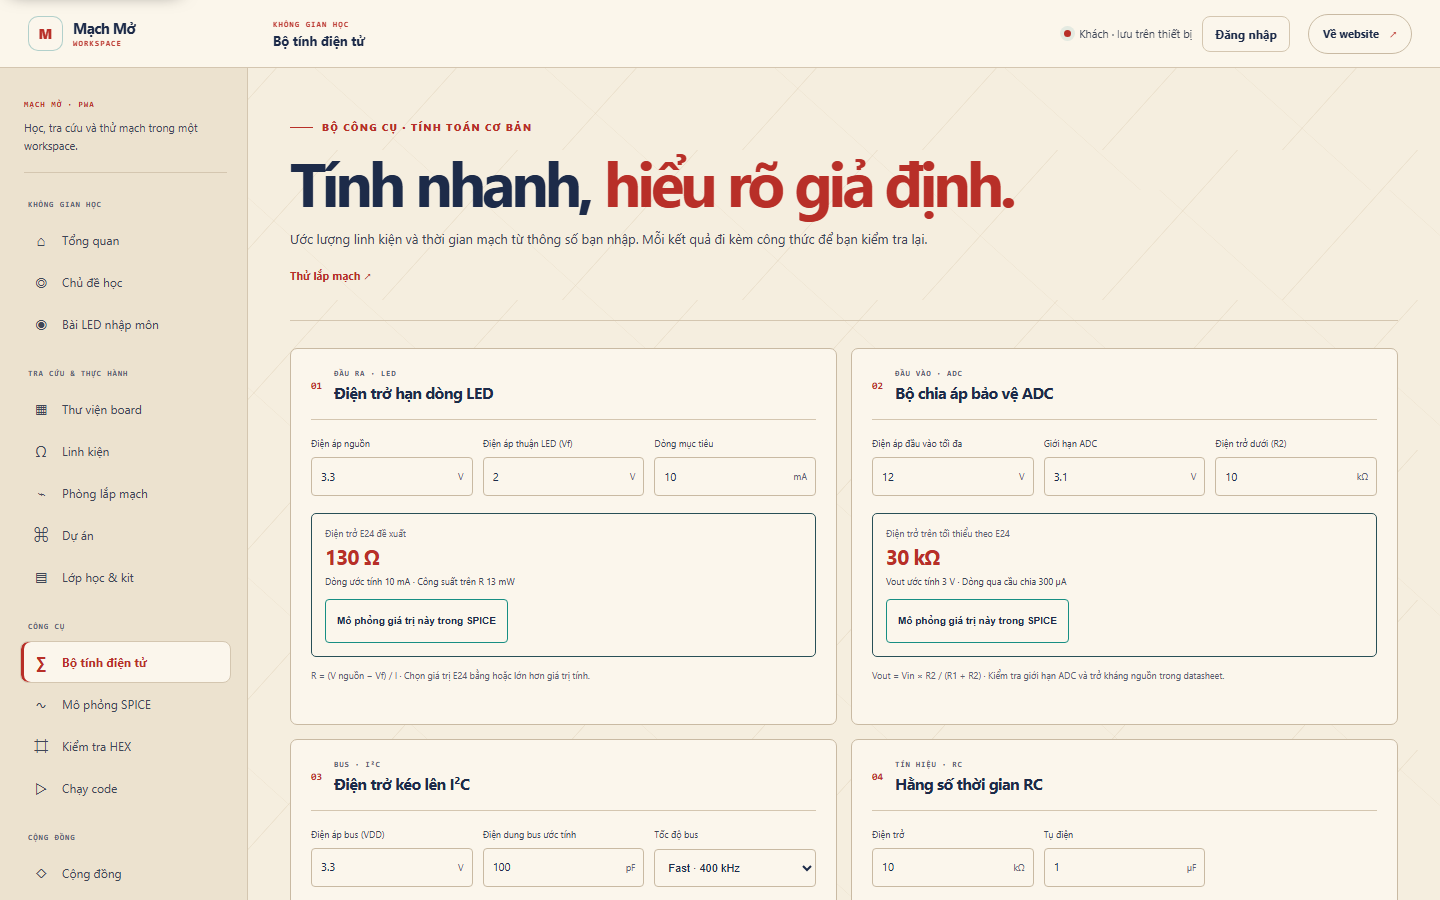 M
Mạch Mở
WORKSPACE
KHÔNG GIAN HỌC
Bộ tính điện tử
Khách · lưu trên thiết bị
Đăng nhập
Về website ↗
MẠCH MỞ · PWA
Học, tra cứu và thử mạch trong một
workspace.
KHÔNG GIAN HỌC
Tổng quan
Chủ đề học
Bài LED nhập môn
TRA CỨU & THỰC HÀNH
Thư viện board
Ω Linh kiện
Phòng lắp mạch
⌘ Dự án
Lớp học & kit
CÔNG CỤ
∑ Bộ tính điện tử
∿ Mô phỏng SPICE
Kiểm tra HEX
▷ Chạy code
CỘNG ĐỒNG
◇ Cộng đồng
BỘ CÔNG CỤ · TÍNH TOÁN CƠ BẢN
Tính nhanh, hiểu rõ giả định.
Ước lượng linh kiện và thời gian mạch từ thông số bạn nhập. Mỗi kết quả đi kèm công thức để bạn kiểm tra lại.
Thử lắp mạch ↗
01
ĐẦU RA · LED
Điện trở hạn dòng LED
Điện áp nguồn
Điện áp thuận LED (Vf)
Dòng mục tiêu
3.3 V
2 V
10 mA
Điện trở E24 đề xuất
130 Ω
Dòng ước tính 10 mA · Công suất trên R 13 mW
Mô phỏng giá trị này trong SPICE
R = (V nguồn − Vf) / I · Chọn giá trị E24 bằng hoặc lớn hơn giá trị tính.
02
ĐẦU VÀO · ADC
Bộ chia áp bảo vệ ADC
Điện áp đầu vào tối đa
Giới hạn ADC
Điện trở dưới (R2)
12 V
3.1 V
10 kΩ
Điện trở trên tối thiểu theo E24
30 kΩ
Vout ước tính 3 V · Dòng qua cầu chia 300 µA
Mô phỏng giá trị này trong SPICE
Vout = Vin × R2 / (R1 + R2) · Kiểm tra giới hạn ADC và trở kháng nguồn trong datasheet.
03
BUS · I²C
Điện trở kéo lên I²C
Điện áp bus (VDD)
Điện dung bus ước tính
Tốc độ bus
3.3 V
100 pF
Fast · 400 kHz
04
TÍN HIỆU · RC
Hằng số thời gian RC
Điện trở
Tụ điện
10 kΩ
1 µF